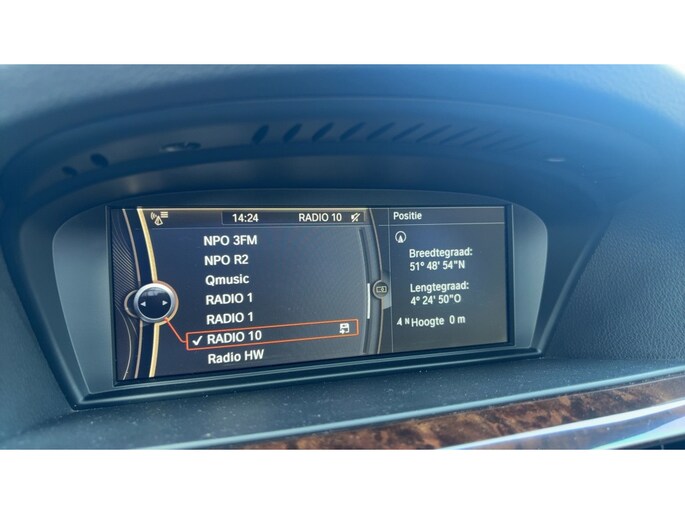 14:24
RADIO 10
NPO 3FM
NPO R2
Qmusic
RADIO 1
RADIO 1
✓ RADIO 10
Radio HW
Positie
Breedtegraad:
51° 48' 54"N
Lengtegraad:
4° 24' 50"O
N Hoogte 0 m